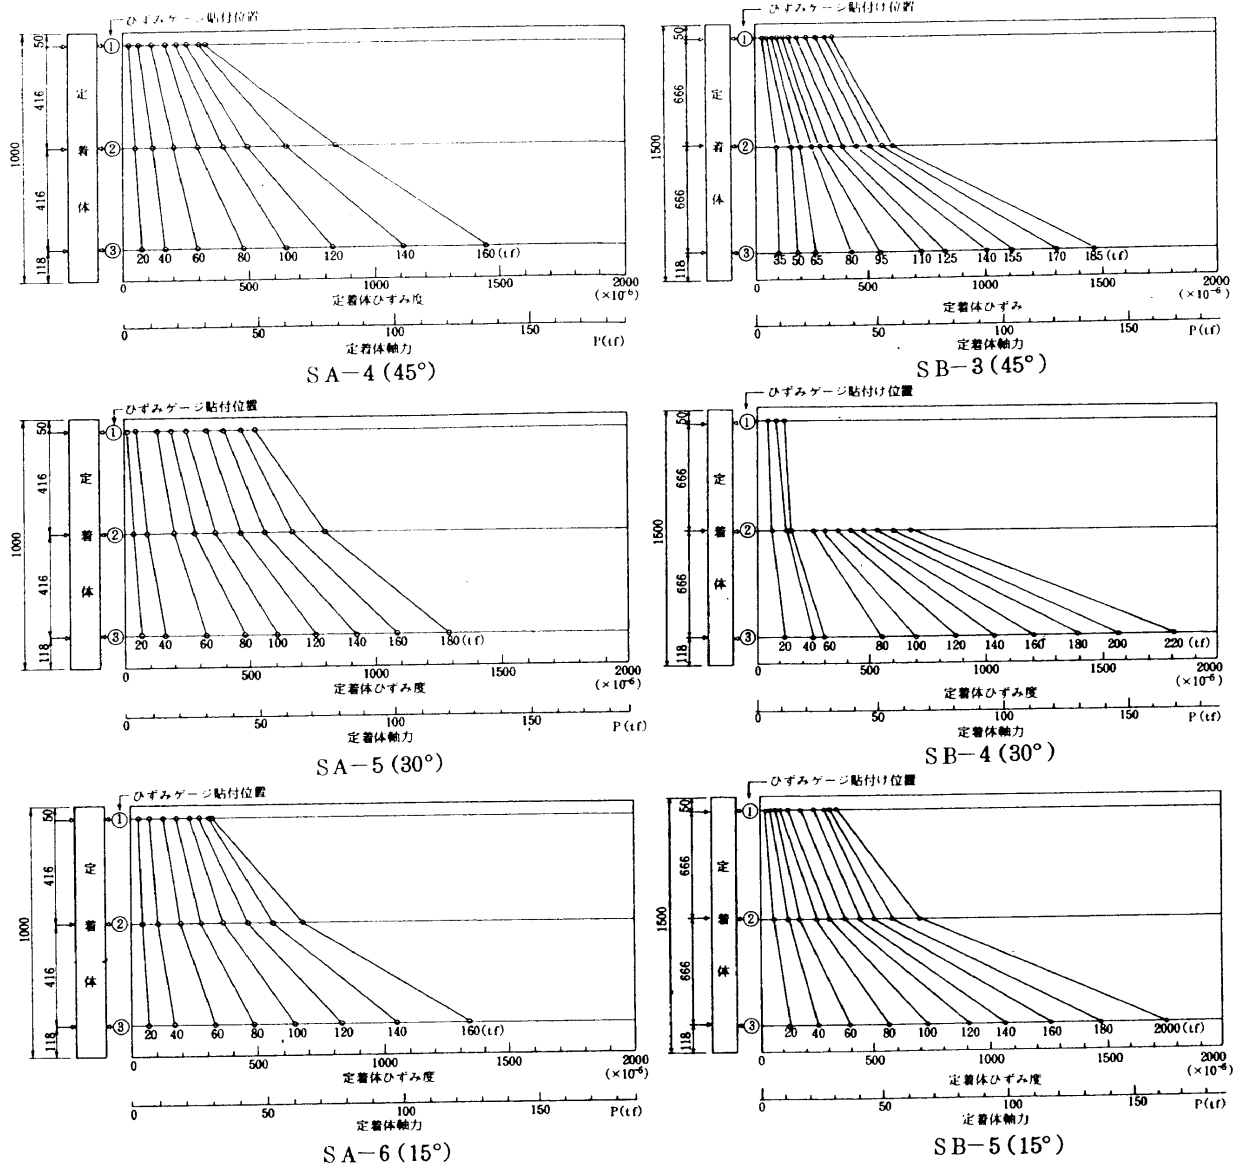 ひずみゲージ貼付位置
50
416
1000
416
118
定
着
体
①
②
③
20 40 60 80 100 120 140 160(tf)
0 500 1000 1500 2000
(×10⁻⁶)
定着体ひずみ度
0 50 100 150 P(tf)
定着体軸力
SA-4 (45°)
ひずみゲージ貼付け位置
50
666
1500
666
118
定
着
体
①
②
③
35 50 65 80 95 110 125 140 155 170 185 (tf)
0 500 1000 1500 2000
(×10⁻⁶)
定着体ひずみ
0 50 100 150 P(tf)
定着体軸力
SB-3 (45°)
ひずみゲージ貼付位置
50
416
1000
416
118
定
着
体
①
②
③
20 40 60 80 100 120 140 160 180(tf)
0 500 1000 1500 2000
(×10⁻⁶)
定着体ひずみ度
0 50 100 150 P(tf)
定着体軸力
SA-5 (30°)
ひずみゲージ貼付け位置
50
666
1500
666
118
定
着
体
①
②
③
20 40 60 80 100 120 140 160 180 200 220 (tf)
0 500 1000 1500 2000
(×10⁻⁶)
定着体ひずみ度
0 50 100 150 P(tf)
定着体軸力
SB-4 (30°)
ひずみゲージ貼付位置
50
416
1000
416
118
定
着
体
①
②
③
20 40 60 80 100 120 140 160(tf)
0 500 1000 1500 2000
(×10⁻⁶)
定着体ひずみ度
0 50 100 150 P(tf)
定着体軸力
SA-6 (15°)
ひずみゲージ貼付け位置
50
666
1500
666
118
定
着
体
①
②
③
20 40 60 80 100 120 140 160 180 2000(tf)
0 500 1000 1500 2000
(×10⁻⁶)
定着体ひずみ度
0 50 100 150 P(tf)
定着体軸力
SB-5 (15°)